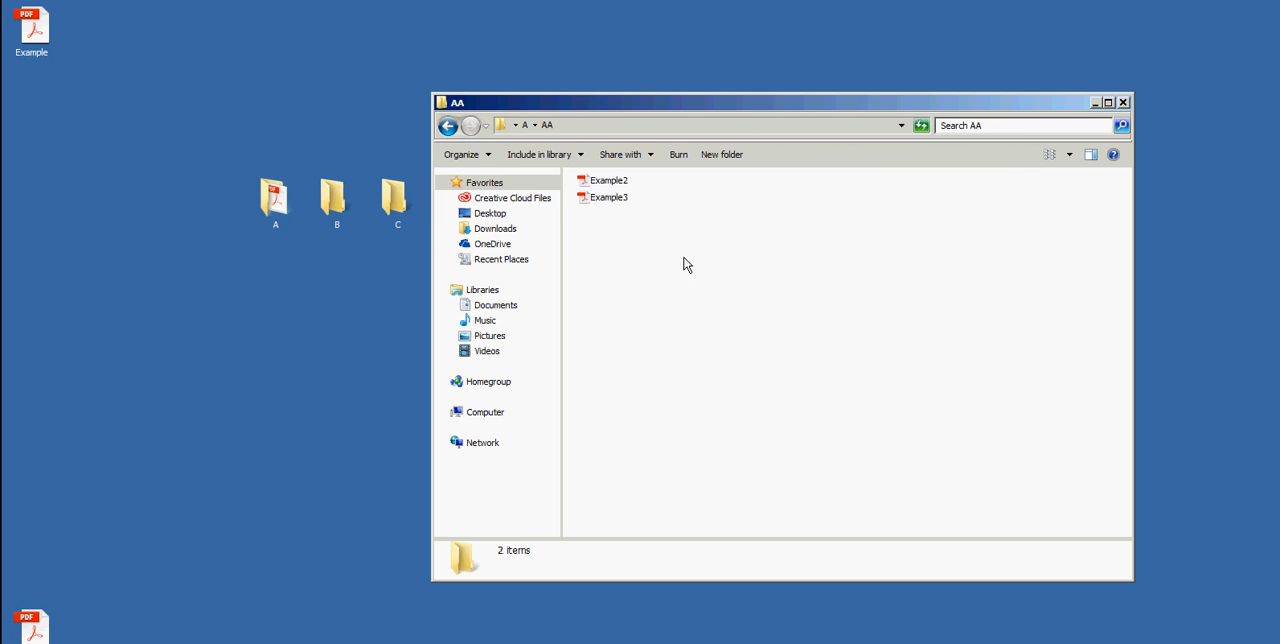 PDF
Example
A
B
C
AA
A
AA
Search AA
Organize
Include in library
Share with
Burn
New folder
Favorites
Creative Cloud Files
Desktop
Downloads
OneDrive
Recent Places
Libraries
Documents
Music
Pictures
Videos
Homegroup
Computer
Network
Example2
Example3
2 items
PDF